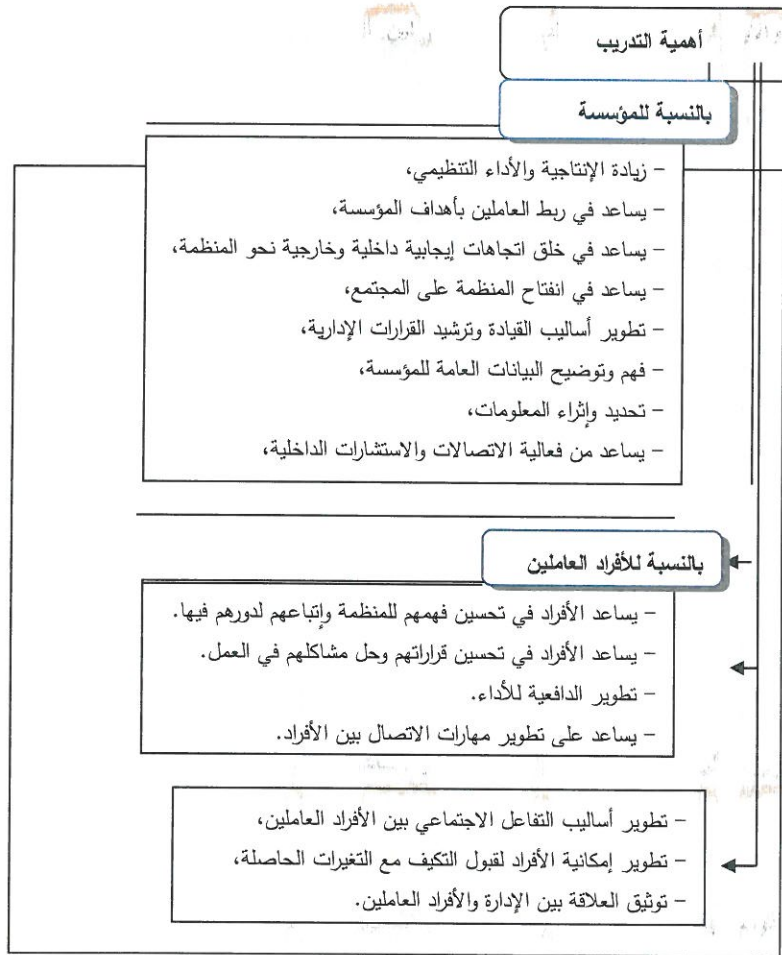 أهمية التدريب
بالنسبة للمؤسسة
- زيادة الإنتاجية والأداء التنظيمي،
- يساعد في ربط العاملين بأهداف المؤسسة،
- يساعد في خلق اتجاهات إيجابية داخلية وخارجية نحو المنظمة،
- يساعد في انفتاح المنظمة على المجتمع،
- تطوير أساليب القيادة وترشيد القرارات الإدارية،
- فهم وتوضيح البيانات العامة للمؤسسة،
- تحديد وإثراء المعلومات،
- يساعد من فعالية الاتصالات والاستشارات الداخلية،
بالنسبة للأفراد العاملين
- يساعد الأفراد في تحسين فهمهم للمنظمة وإتباعهم لدورهم فيها.
- يساعد الأفراد في تحسين قراراتهم وحل مشاكلهم في العمل.
- تطوير الدافعية للأداء.
- يساعد على تطوير مهارات الاتصال بين الأفراد.
- تطوير أساليب التفاعل الاجتماعي بين الأفراد العاملين،
- تطوير إمكانية الأفراد لقبول التكيف مع التغيرات الحاصلة،
- توثيق العلاقة بين الإدارة والأفراد العاملين.